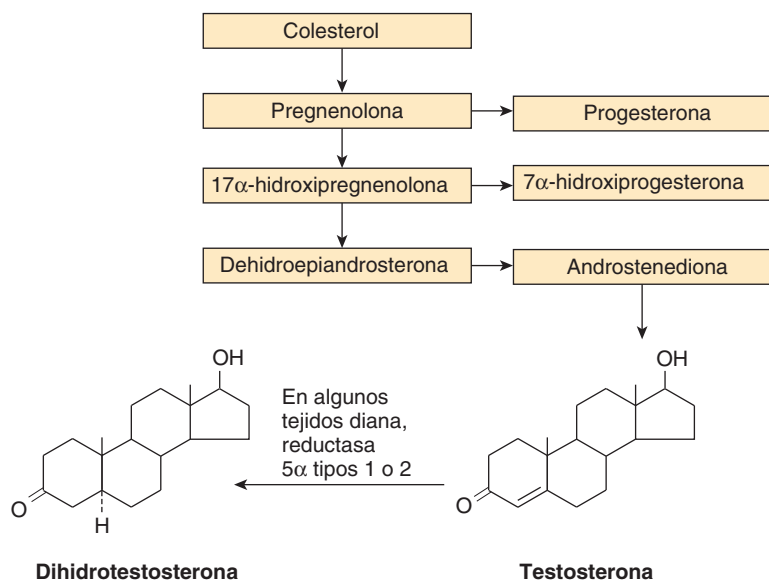 Colesterol
Pregnenolona
Progesterona
17α-hidroxipregnenolona
7α-hidroxiprogesterona
Dehidroepiandrosterona
Androstenediona
OH
En algunos
tejidos diana,
reductasa
5α tipos 1 o 2
O
H
OH
O
Dihidrotestosterona
Testosterona